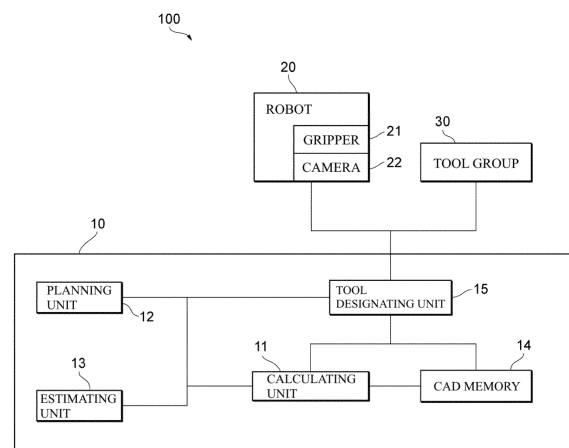 100
20
ROBOT
21
GRIPPER
22
CAMERA
30
TOOL GROUP
10
PLANNING
UNIT
12
TOOL
DESIGNATING UNIT
15
13
ESTIMATING
UNIT
11
CALCULATING
UNIT
14
CAD MEMORY